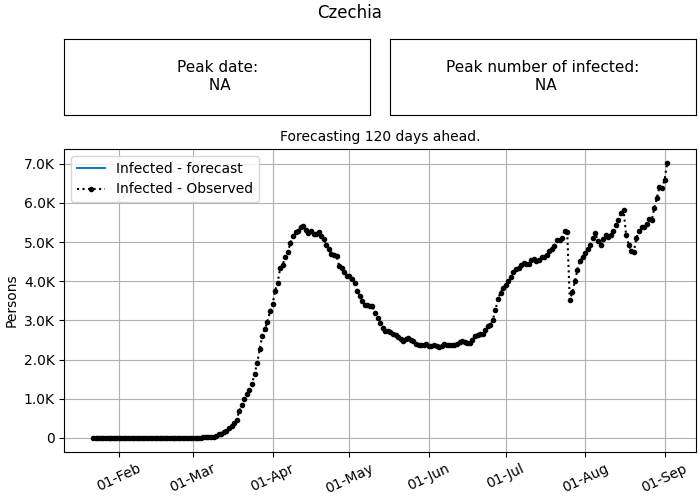 Czechia
Peak date:
NA
Peak number of infected:
NA
Forecasting 120 days ahead.
Infected - forecast
Infected - Observed
Persons
7.0K
6.0K
5.0K
4.0K
3.0K
2.0K
1.0K
0
01-Feb 01-Mar 01-Apr 01-May 01-Jun 01-Jul 01-Aug 01-Sep